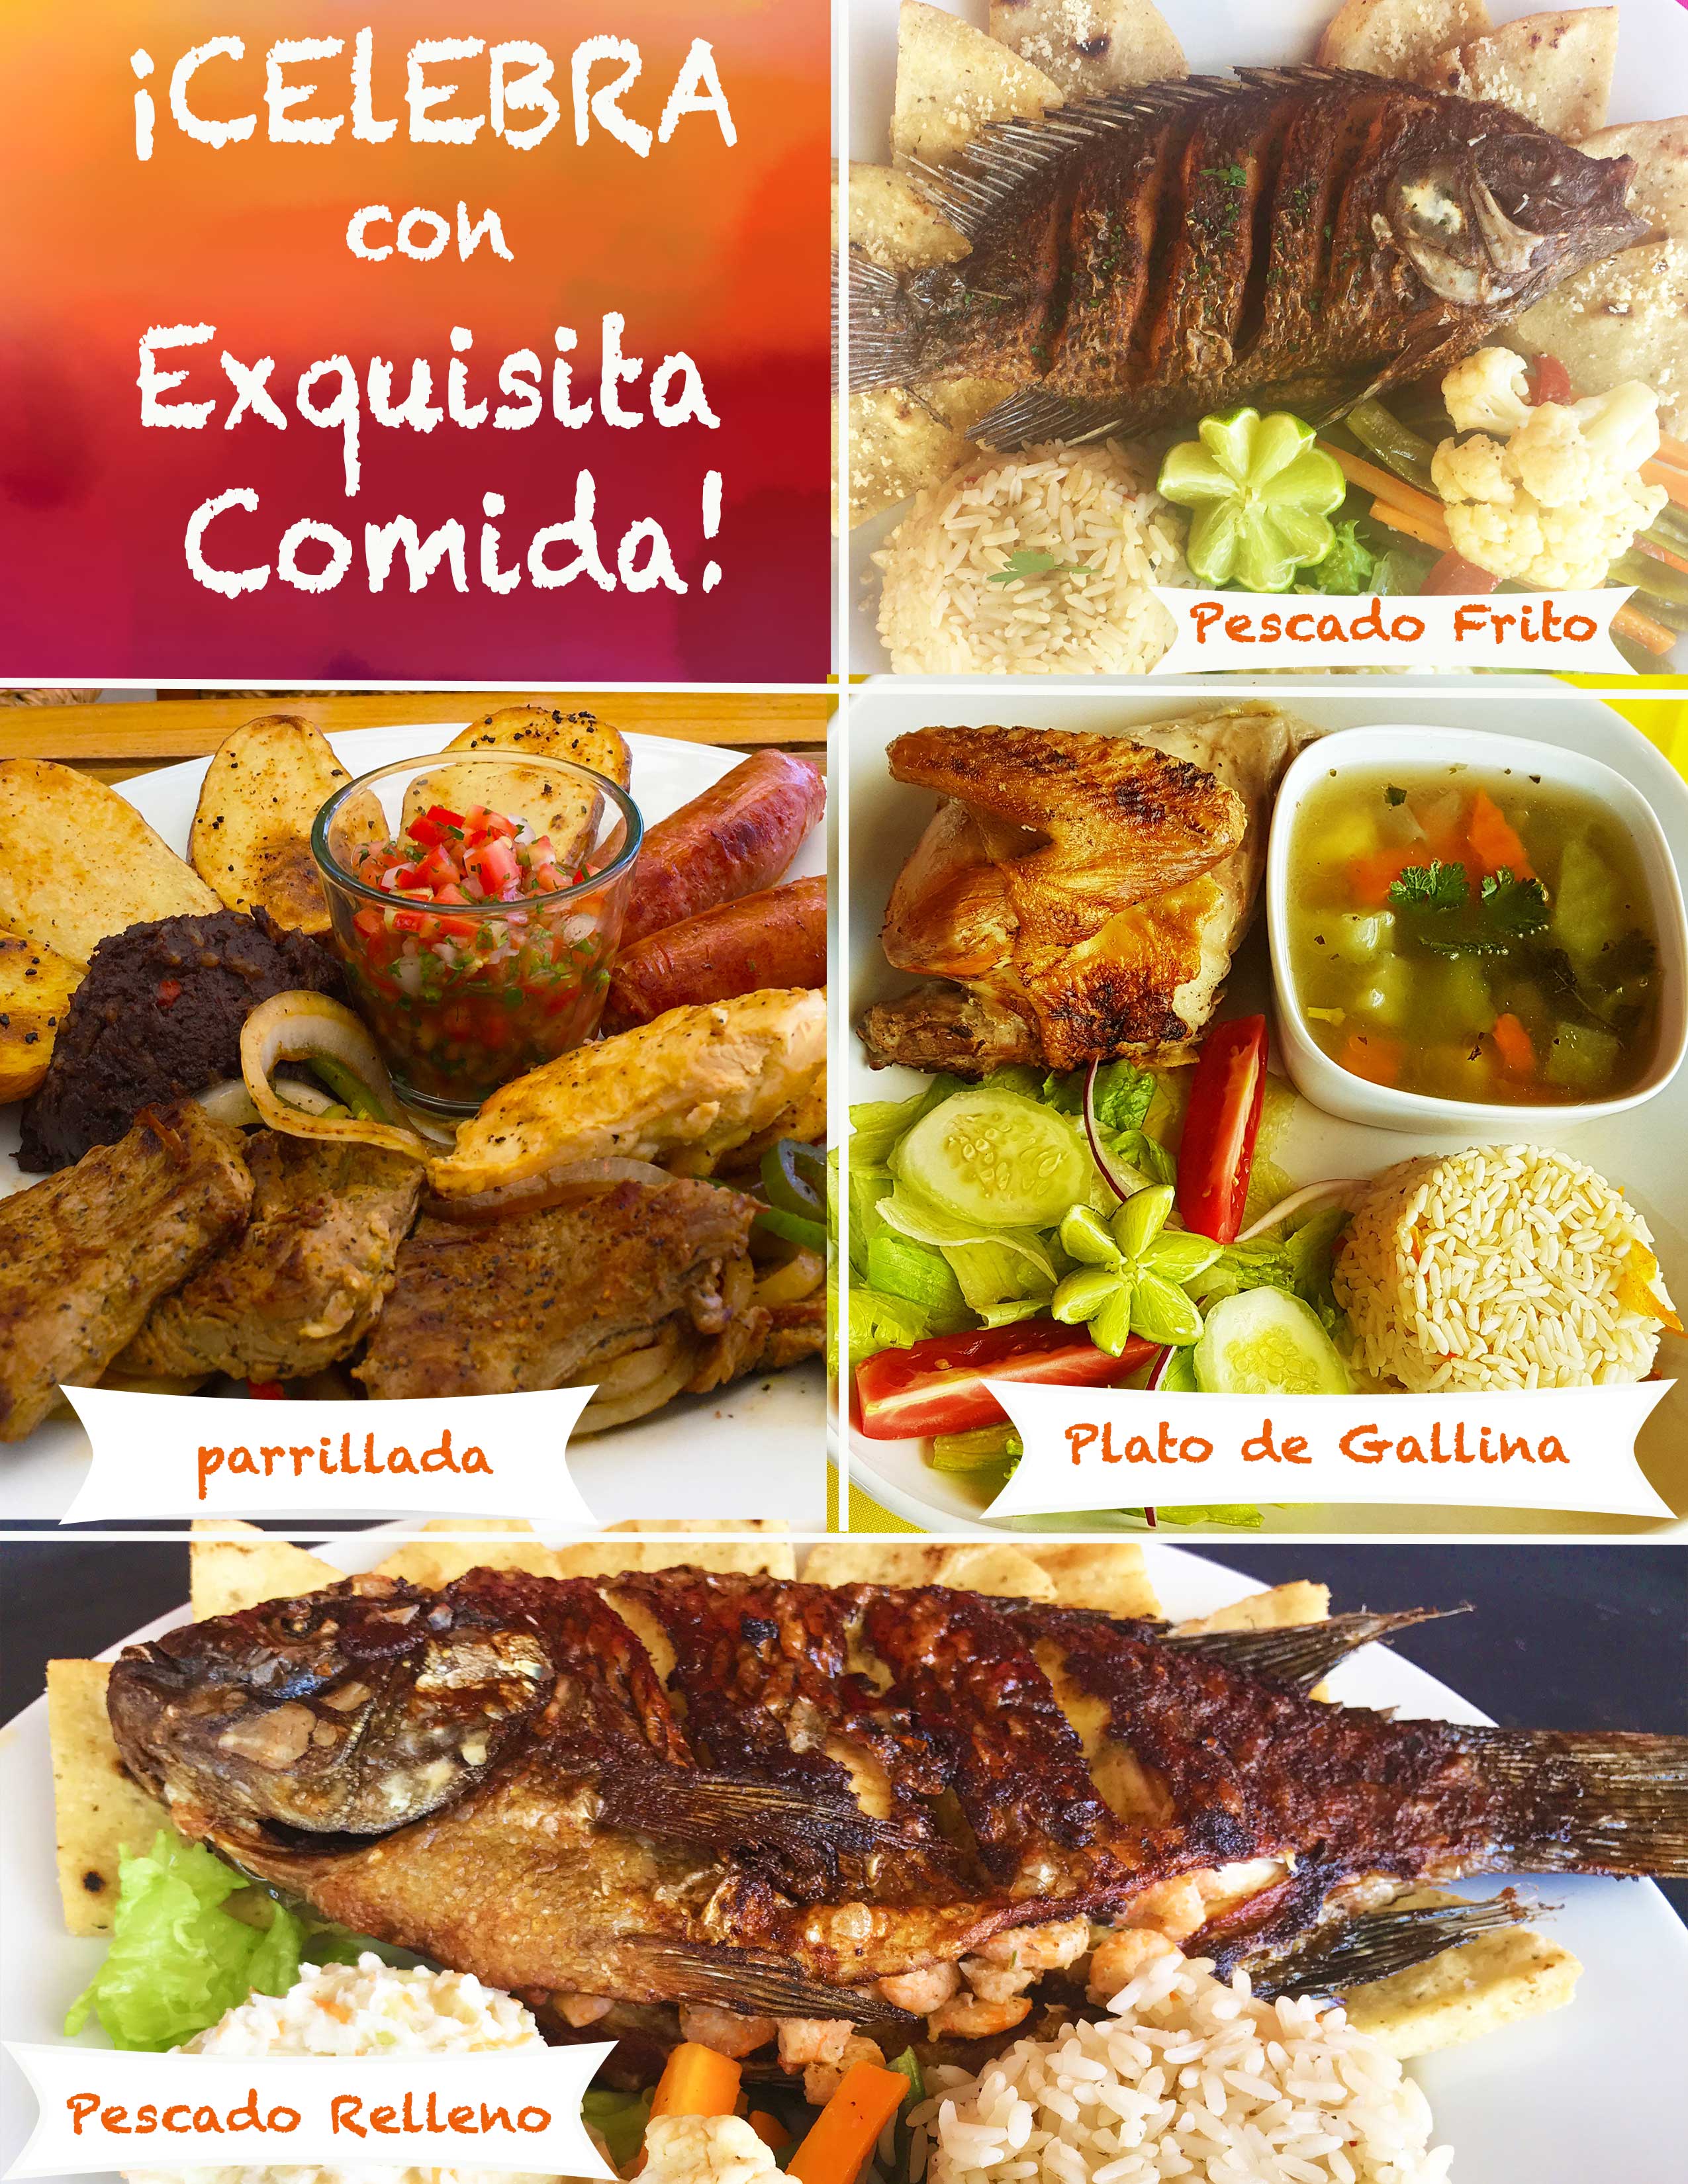 ¡CELEBRA
con
Exquisita
Comida!
Pescado Frito
parrillada
Plato de Gallina
Pescado Relleno